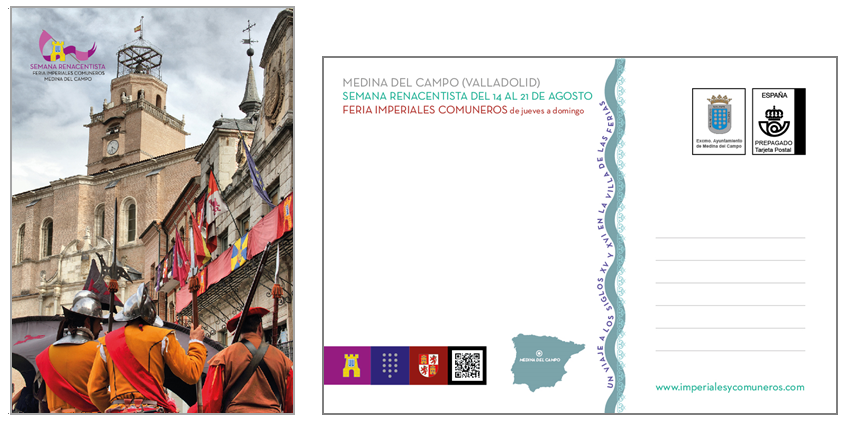 SEMANA RENACENTISTA
FERIA IMPERIALES COMUNEROS
MEDINA DEL CAMPO
MEDINA DEL CAMPO (VALLADOLID)
SEMANA RENACENTISTA DEL 14 AL 21 DE AGOSTO
FERIA IMPERIALES COMUNEROS de jueves a domingo
UN VIAJE A LOS SIGLOS XV Y XVI EN LA VILLA DE LAS FERIAS
Excmo. Ayuntamiento
de Medina del Campo
ESPAÑA
PREPAGADO
Tarjeta Postal
MEDINA DEL CAMPO
www.imperialesycomuneros.com